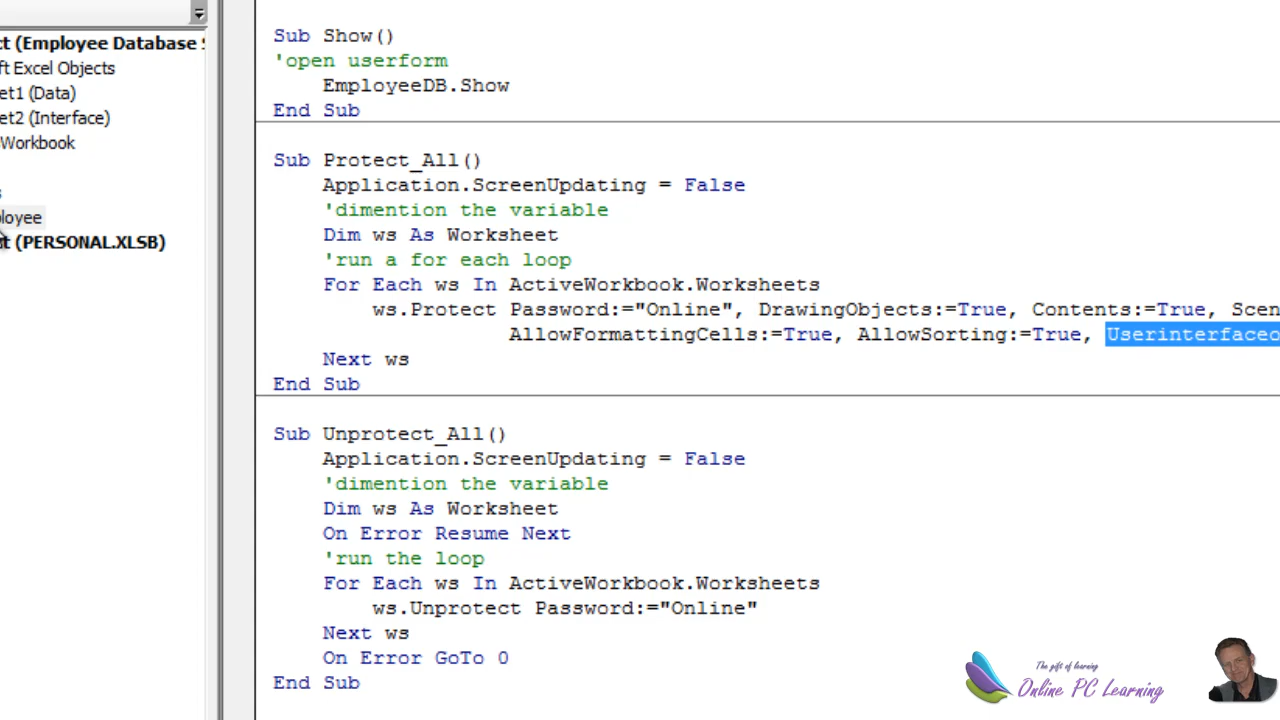 ct (Employee Database
ft Excel Objects
et1 (Data)
et2 (Interface)
Workbook
s
loyee
t (PERSONAL.XLSB)
Sub Show()
'open userform
EmployeeDB.Show
End Sub
Sub Protect_All()
Application.ScreenUpdating = False
'dimention the variable
Dim ws As Worksheet
'run a for each loop
For Each ws In ActiveWorkbook.Worksheets
ws.Protect Password:="Online", DrawingObjects:=True, Contents:=True, Scen
AllowFormattingCells:=True, AllowSorting:=True, Userinterfaceo
Next ws
End Sub
Sub Unprotect_All()
Application.ScreenUpdating = False
'dimention the variable
Dim ws As Worksheet
On Error Resume Next
'run the loop
For Each ws In ActiveWorkbook.Worksheets
ws.Unprotect Password:="Online"
Next ws
On Error GoTo 0
End Sub
The gift of learning
Online PC Learning